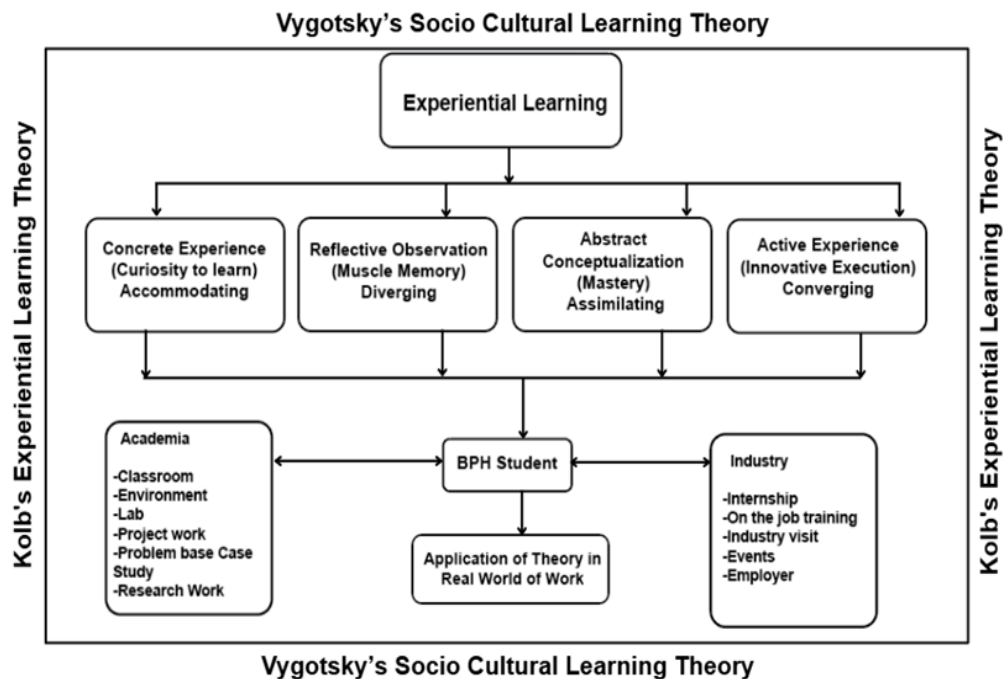 Vygotsky’s Socio Cultural Learning Theory
Kolb's Experiential Learning Theory
Experiential Learning
Concrete Experience
(Curiosity to learn)
Accommodating
Reflective Observation
(Muscle Memory)
Diverging
Abstract
Conceptualization
(Mastery)
Assimilating
Active Experience
(Innovative Execution)
Converging
Academia
-Classroom
-Environment
-Lab
-Project work
-Problem base Case
Study
-Research Work
BPH Student
Application of Theory in
Real World of Work
Industry
-Internship
-On the job training
-Industry visit
-Events
-Employer
Kolb's Experiential Learning Theory
Vygotsky’s Socio Cultural Learning Theory